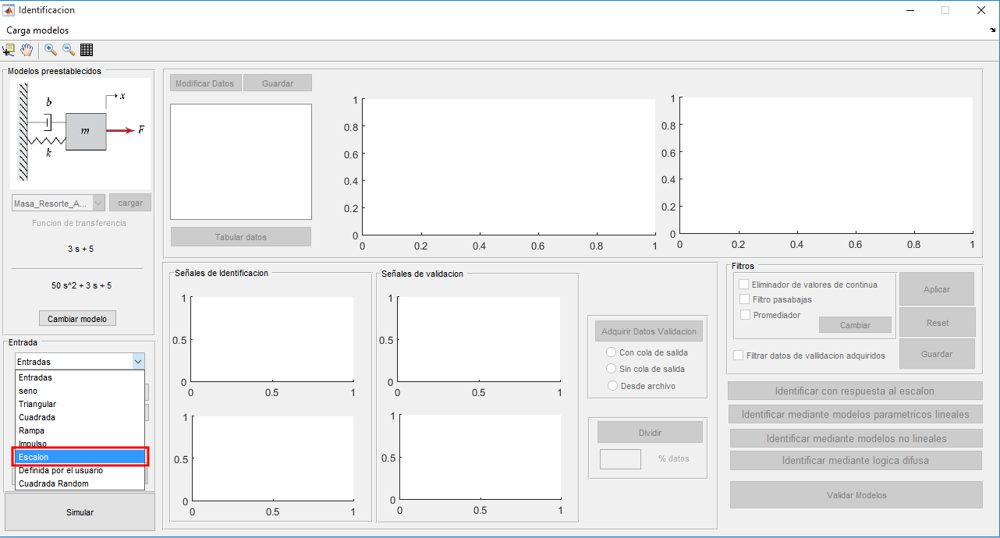 Identificacion
Carga modelos
Modelos preestablecidos
b
x
m
F
k
Masa_Resorte_A...
cargar
Funcion de transferencia
3 s + 5
50 s^2 + 3 s + 5
Cambiar modelo
Entrada
Entradas
Entradas
seno
Triangular
Cuadrada
Rampa
Impulso
Escalon
Definida por el usuario
Cuadrada Random
Simular
Modificar Datos
Guardar
Tabular datos
1
0.8
0.6
0.4
0.2
0
0 0.2 0.4 0.6 0.8 1
1
0.8
0.6
0.4
0.2
0
0 0.2 0.4 0.6 0.8 1
Señales de Identificacion
1
0.5
0
0 0.5 1
1
0.5
0
0 0.5 1
Señales de validacion
1
0.5
0
0 0.5 1
1
0.5
0
0 0.5 1
Adquirir Datos Validacion
Con cola de salida
Sin cola de salida
Desde archivo
Dividir
% datos
Filtros
Eliminador de valores de continua
Filtro pasabajas
Promediador
Cambiar
Aplicar
Reset
Guardar
Filtrar datos de vallidacion adquiridos
Identificar con respuesta al escalon
Identificar mediante modelos parametricos lineales
Identificar mediante modelos no lineales
Identificar mediante logica difusa
Validar Modelos